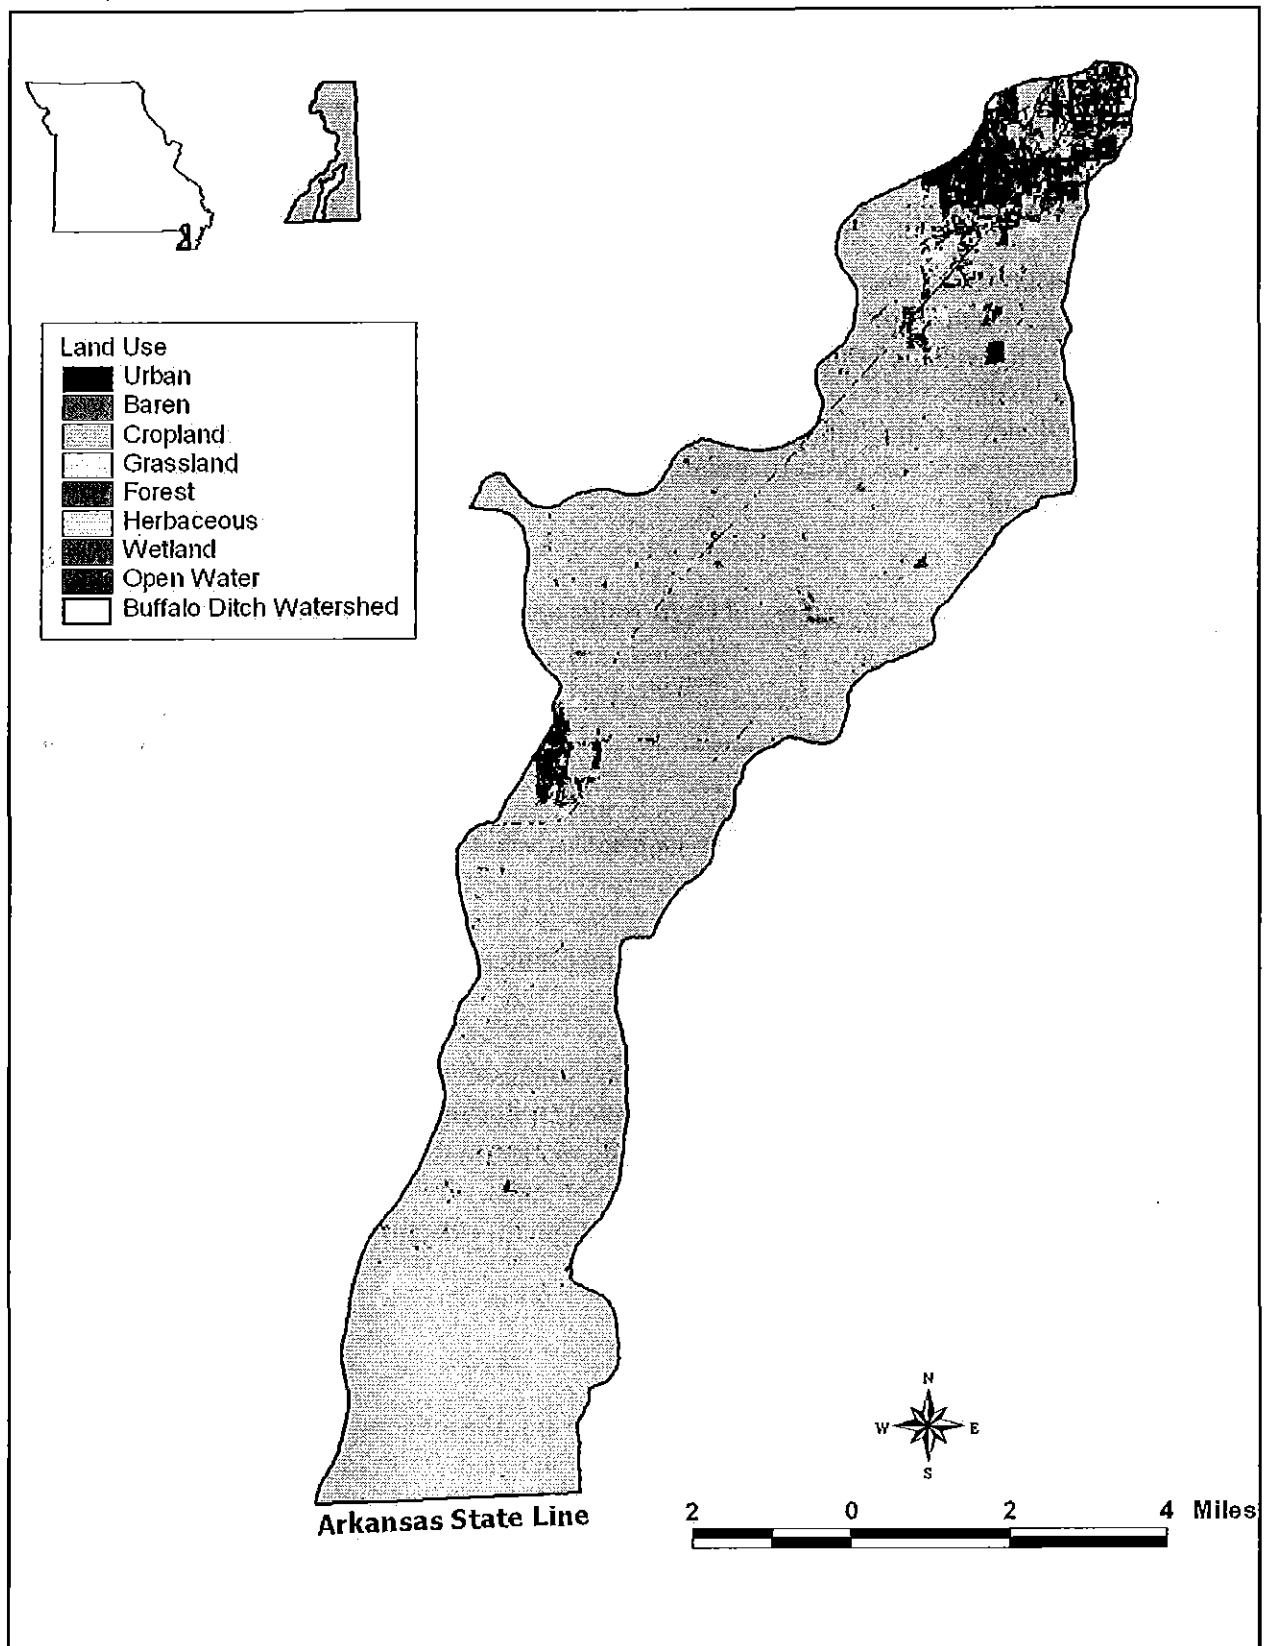 Land Use
Urban
Baren
Cropland
Grassland
Forest
Herbaceous
Wetland
Open Water
Buffalo Ditch Watershed
N
W E
S
Arkansas State Line
2 0 2 4 Miles